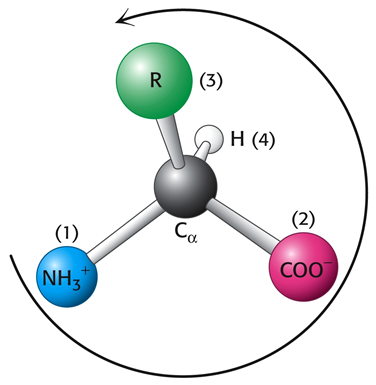 R (3)
H (4)
(1)
(2)
Cα
NH3+
COO−